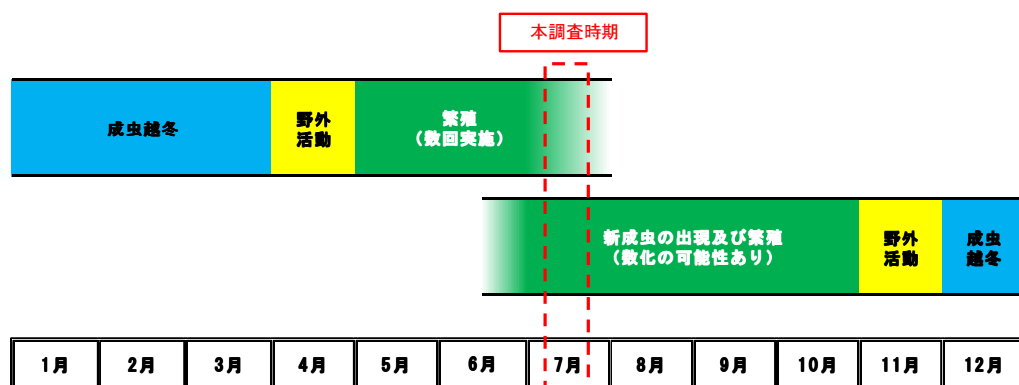 本調査時期
成虫越冬
野外
活動
繁殖
（数回実施）
新成虫の出現及び繁殖
（数化の可能性あり）
野外
活動
成虫
越冬
1月 2月 3月 4月 5月 6月 7月 8月 9月 10月 11月 12月